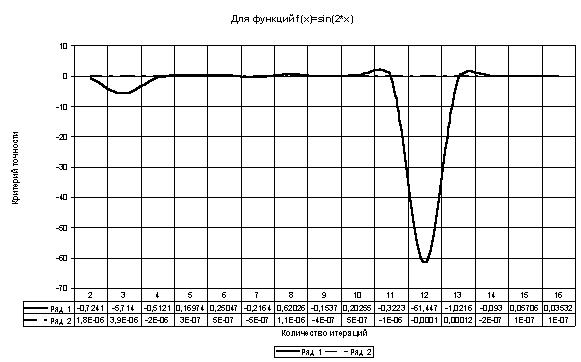 Для функций f(x)=sin(2*x)
Критерий точности
10
0
-10
-20
-30
-40
-50
-60
-70
2 3 4 5 6 7 8 9 10 11 12 13 14 15 16
Ряд 1 -0,7241 -5,714 -0,5121 0,16974 0,25047 -0,2164 0,62026 -0,1537 0,20255 -0,3223 -61,447 -1,0216 -0,093 0,05706 0,03532
Ряд 2 1,8E-06 3,9E-06 -2E-06 3E-07 5E-07 -5E-07 1,1E-06 -4E-07 5E-07 -1E-06 -0,0001 0,00012 -2E-07 1E-07 1E-07
Количество итераций
Ряд 1 Ряд 2